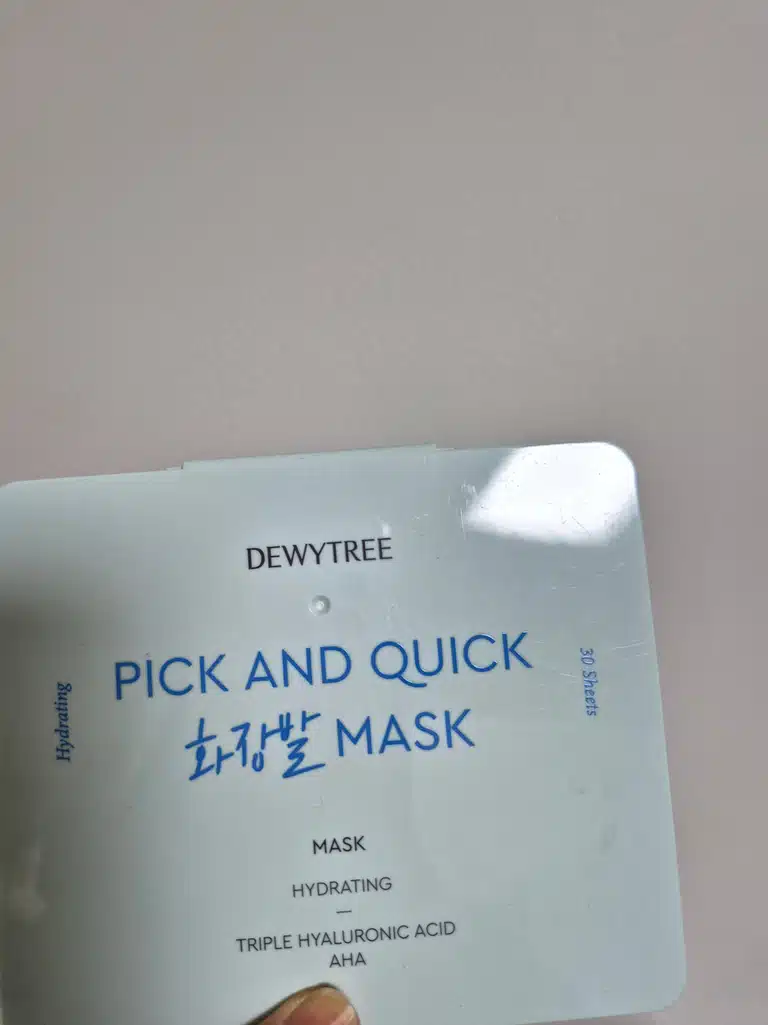 DEWYTREE
PICK AND QUICK
화장발 MASK
Hydrating
30 Sheets
MASK
HYDRATING
TRIPLE HYALURONIC ACID
AHA